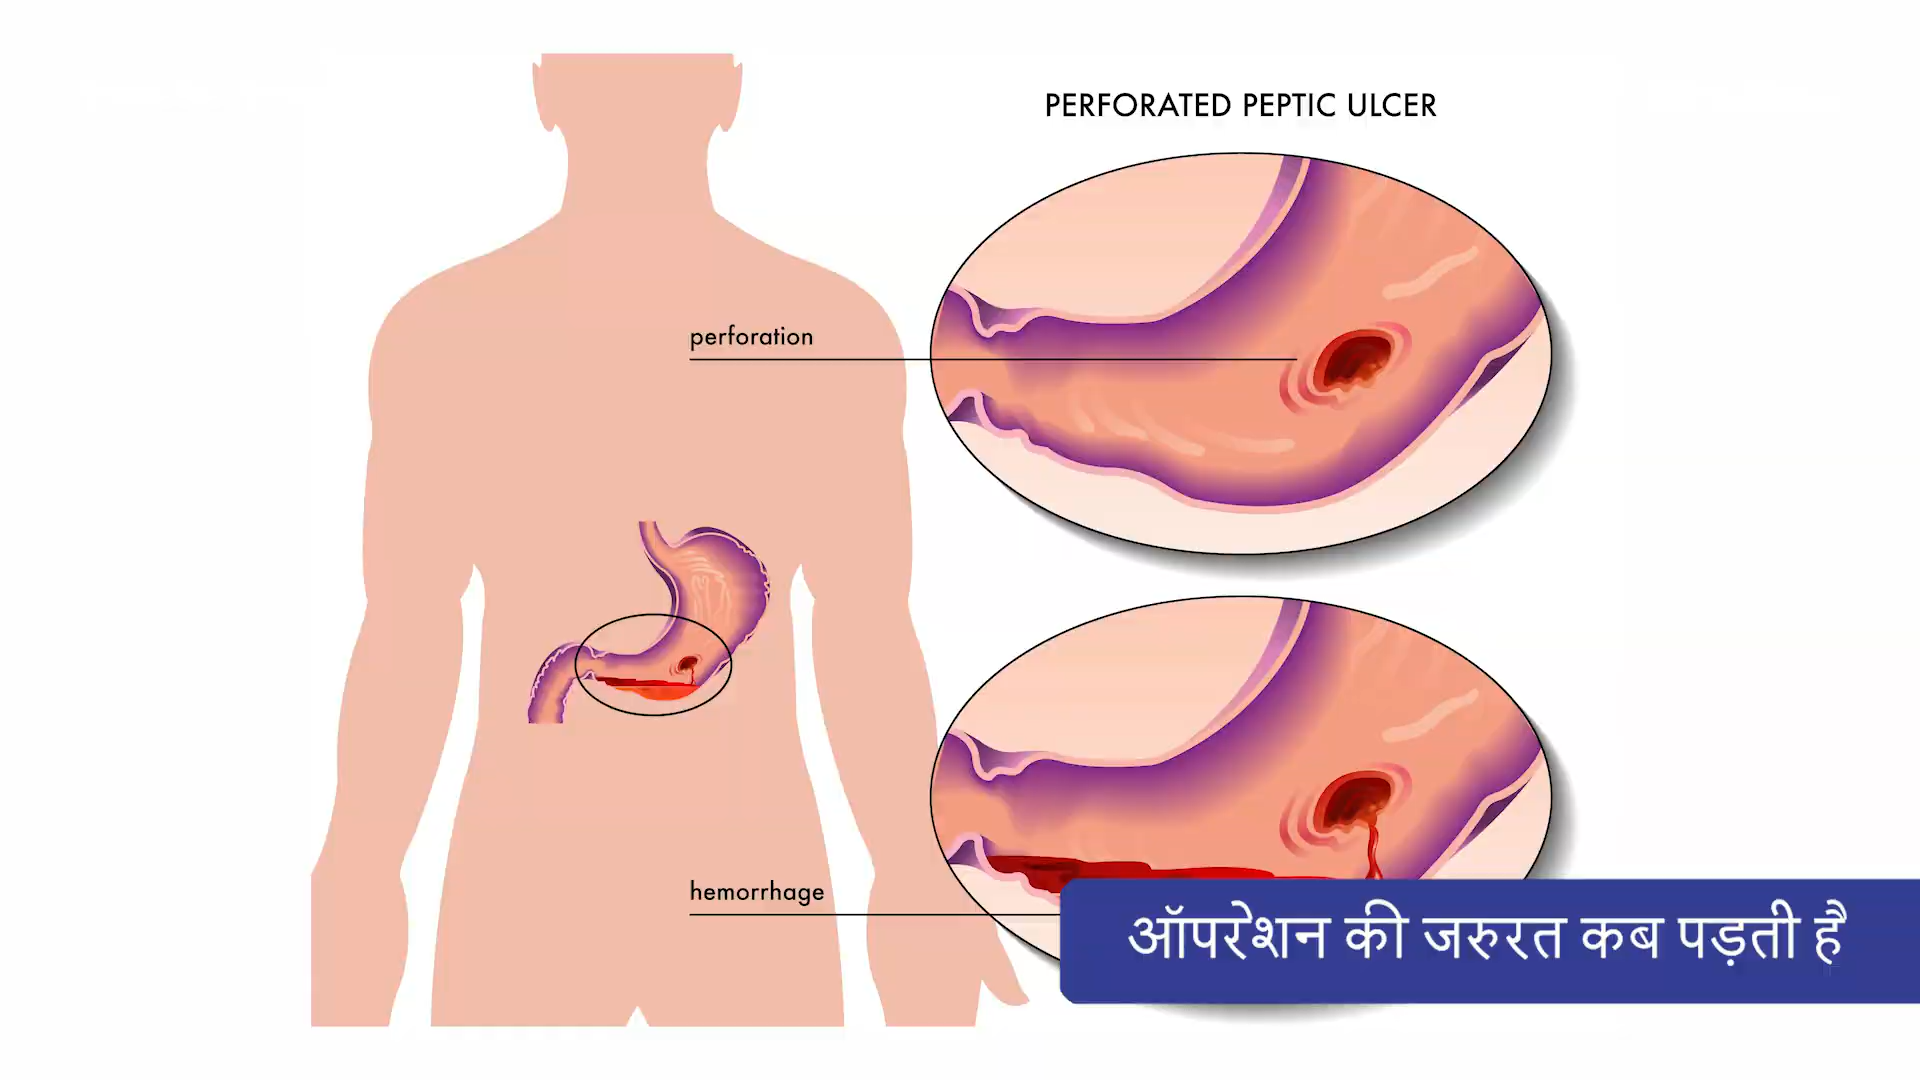 PERFORATED PEPTIC ULCER
perforation
hemorrhage
ऑपरेशन की जरुरत कब पड़ती है